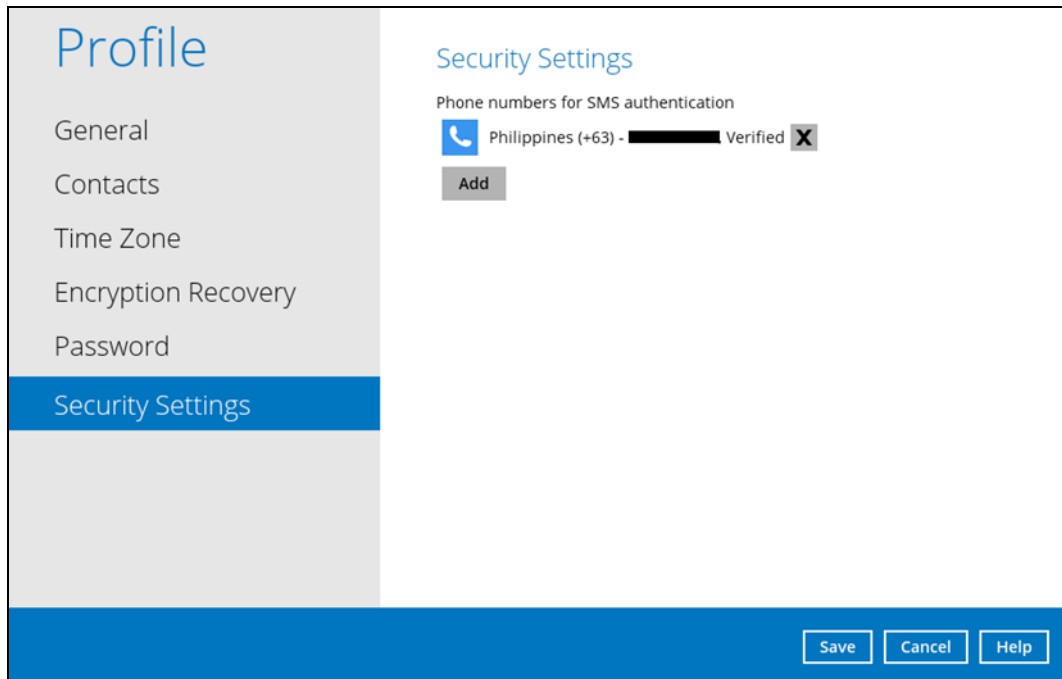 Profile
General
Contacts
Time Zone
Encryption Recovery
Password
Security Settings
Security Settings
Phone numbers for SMS authentication
Philippines (+63) - Verified X
Add
Save Cancel Help